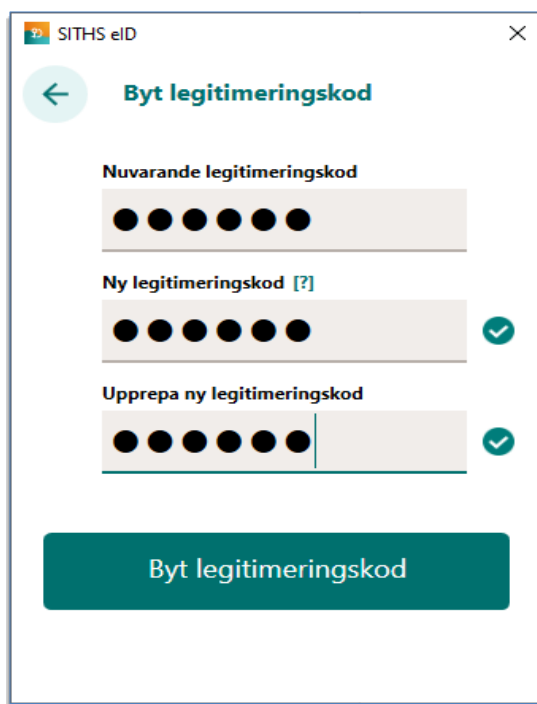 SITHS eID
Byt legitimeringskod
Nuvarande legitimeringskod
●●●●●●
Ny legitimeringskod [?]
●●●●●●
Upprepa ny legitimeringskod
●●●●●●
Byt legitimeringskod